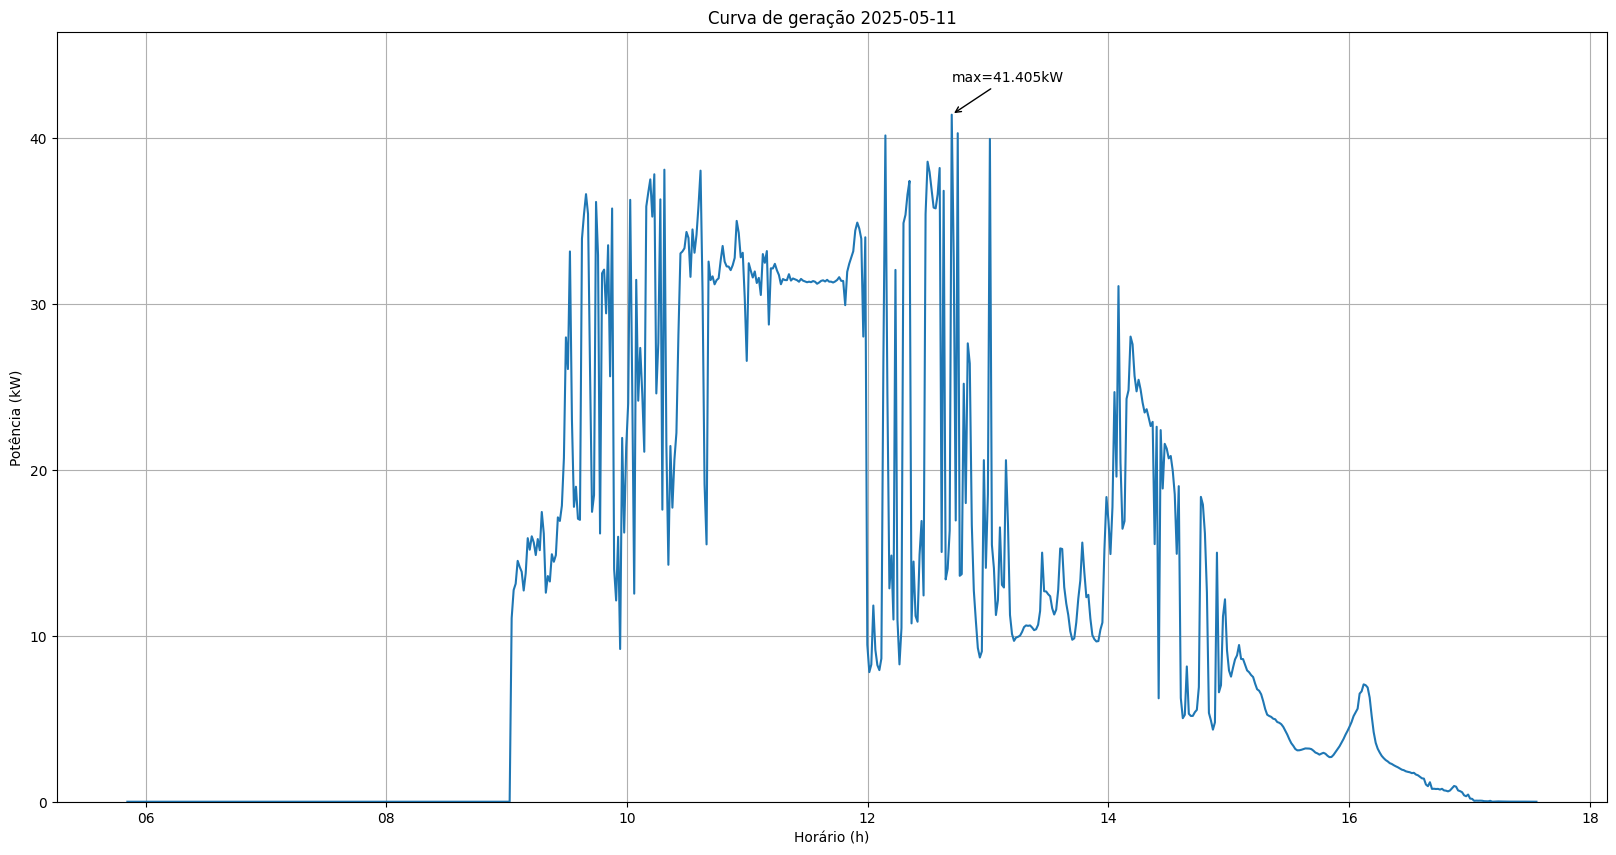 Curva de geração 2025-05-11
max=41.405kW
Potência (kW)
40
30
20
10
0
06 08 10 12 14 16 18
Horário (h)